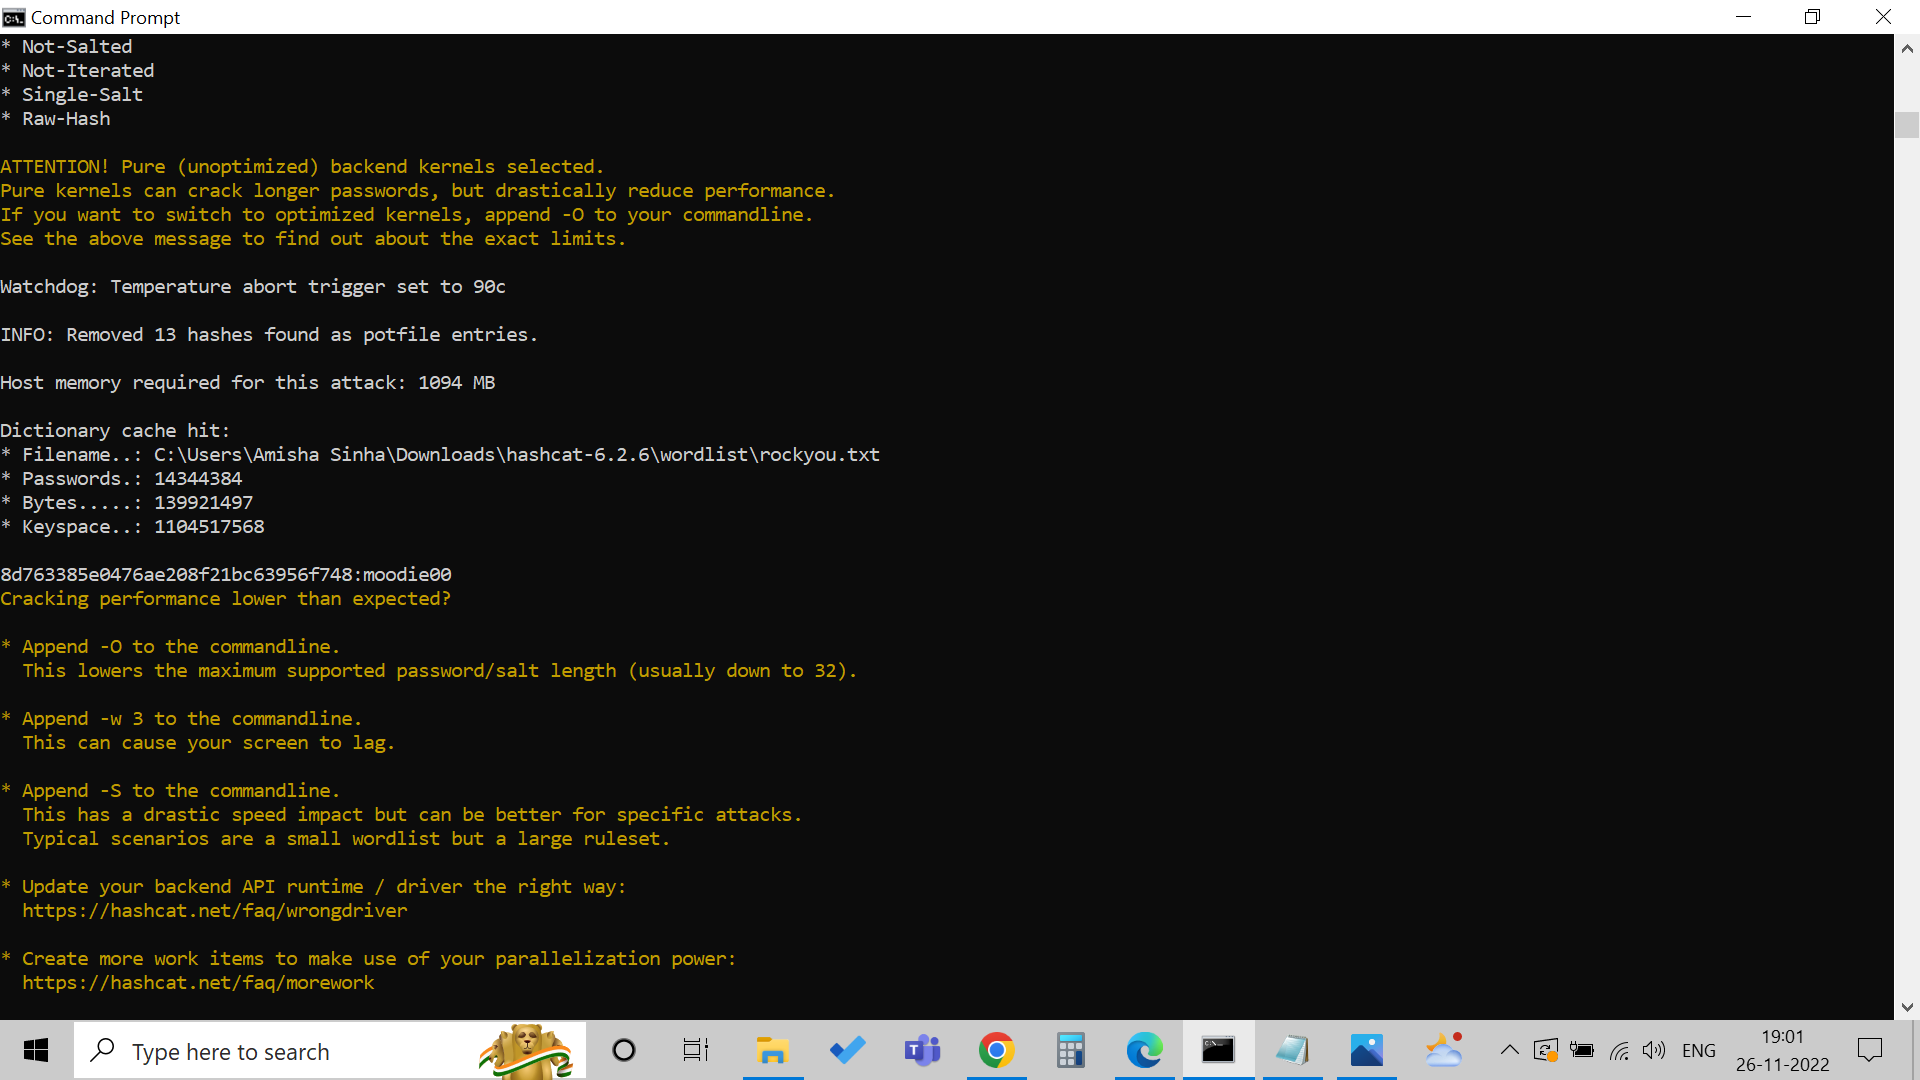 Command Prompt
* Not-Salted
* Not-Iterated
* Single-Salt
* Raw-Hash
ATTENTION! Pure (unoptimized) backend kernels selected.
Pure kernels can crack longer passwords, but drastically reduce performance.
If you want to switch to optimized kernels, append -O to your commandline.
See the above message to find out about the exact limits.
Watchdog: Temperature abort trigger set to 90c
INFO: Removed 13 hashes found as potfile entries.
Host memory required for this attack: 1094 MB
Dictionary cache hit:
* Filename..: C:\Users\Amisha Sinha\Downloads\hashcat-6.2.6\wordlist\rockyou.txt
* Passwords.: 14344384
* Bytes.....: 139921497
* Keyspace..: 1104517568
8d763385e0476ae208f21bc63956f748:moodie00
Cracking performance lower than expected?
* Append -O to the commandline.
This lowers the maximum supported password/salt length (usually down to 32).
* Append -w 3 to the commandline.
This can cause your screen to lag.
* Append -S to the commandline.
This has a drastic speed impact but can be better for specific attacks.
Typical scenarios are a small wordlist but a large ruleset.
* Update your backend API runtime / driver the right way:
https://hashcat.net/faq/wrongdriver
* Create more work items to make use of your parallelization power:
https://hashcat.net/faq/morework
Type here to search
ENG
19:01
26-11-2022